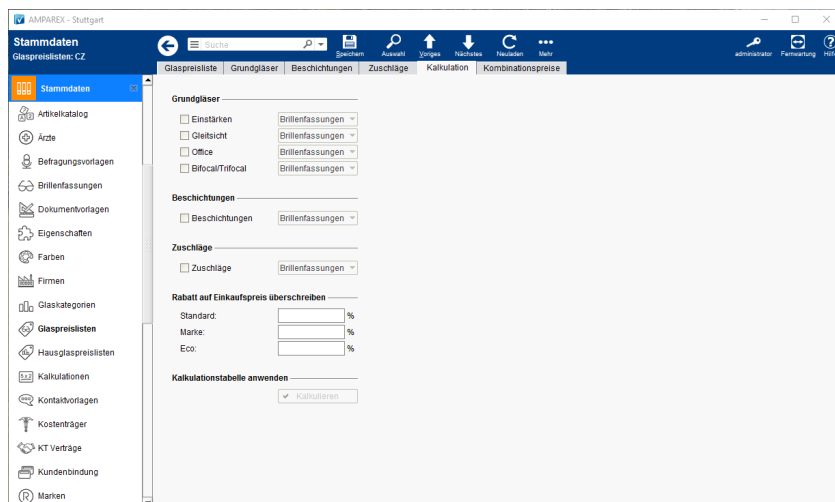 AMPAREX - Stuttgart
Stammdaten
Glaspreislisten: CZ
Suche
Speichern
Auswahl
Voriges
Nächstes
Neuladen
Mehr
administrator
Fernwartung
Hilfe
Glaspreisliste Grundgläser Beschichtungen Zuschläge Kalkulation Kombinationspreise
Stammdaten
Artikelkatalog
Ärzte
Befragungsvorlagen
Brillenfassungen
Dokumentvorlagen
Eigenschaften
Farben
Firmen
Glaskategorien
Glaspreislisten
Hausglaspreislisten
Kalkulationen
Kontaktvorlagen
Kostenträger
KT Verträge
Kundenbindung
Marken
Grundgläser
Einstärken Brillenfassungen
Gleitsicht Brillenfassungen
Office Brillenfassungen
Bifocal/Trifocal Brillenfassungen
Beschichtungen
Beschichtungen Brillenfassungen
Zuschläge
Zuschläge Brillenfassungen
Rabatt auf Einkaufspreis überschreiben
Standard: %
Marke: %
Eco: %
Kalkulationstabelle anwenden
Kalkulieren